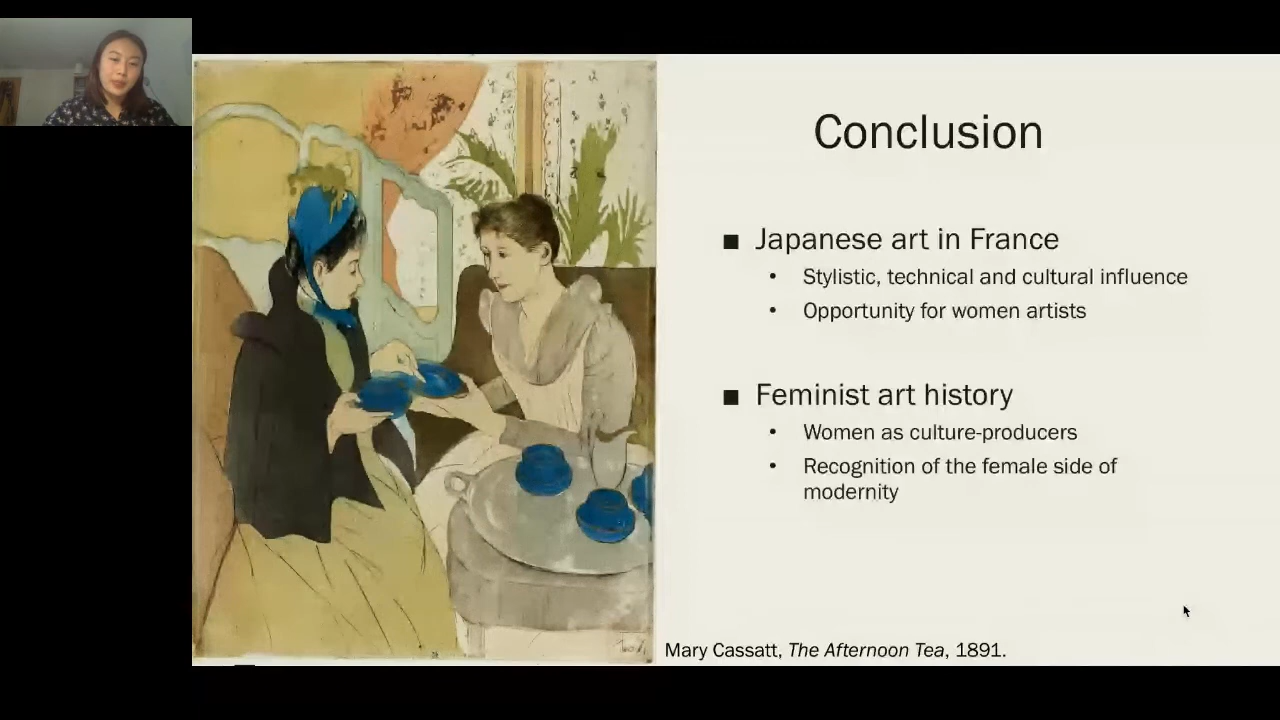 Conclusion
■ Japanese art in France
• Stylistic, technical and cultural influence
• Opportunity for women artists
■ Feminist art history
• Women as culture-producers
• Recognition of the female side of
modernity
Mary Cassatt, The Afternoon Tea, 1891.